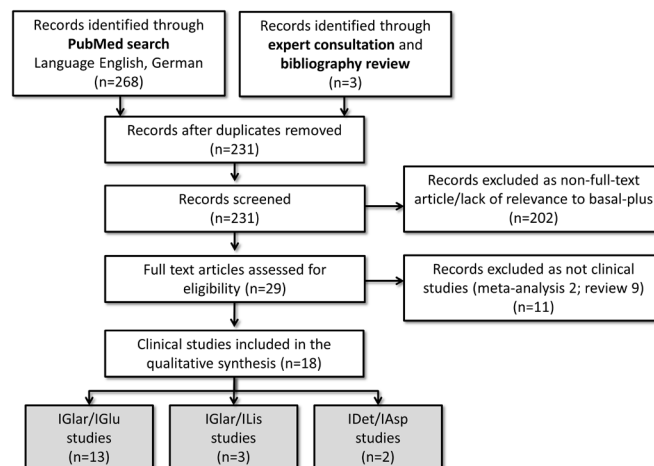 Records identified through
PubMed search
Language English, German
(n=268)
Records identified through
expert consultation and
bibliography review
(n=3)
Records after duplicates removed
(n=231)
Records screened
(n=231)
Records excluded as non-full-text
article/lack of relevance to basal-plus
(n=202)
Full text articles assessed for
eligibility (n=29)
Records excluded as not clinical
studies (meta-analysis 2; review 9)
(n=11)
Clinical studies included in the
qualitative synthesis (n=18)
IGlar/IGlu
studies
(n=13)
IGlar/ILis
studies
(n=3)
IDet/IAsp
studies
(n=2)